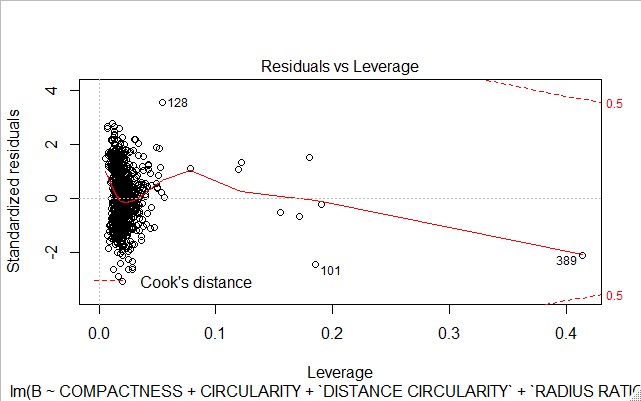 Residuals vs Leverage
Standardized residuals
4
2
0
-2
128
101
389
0.5
0.5
Cook's distance
0.0
0.1
0.2
0.3
0.4
Leverage
lm(B ~ COMPACTNESS + CIRCULARITY + `DISTANCE CIRCULARITY` + `RADIUS RATIO